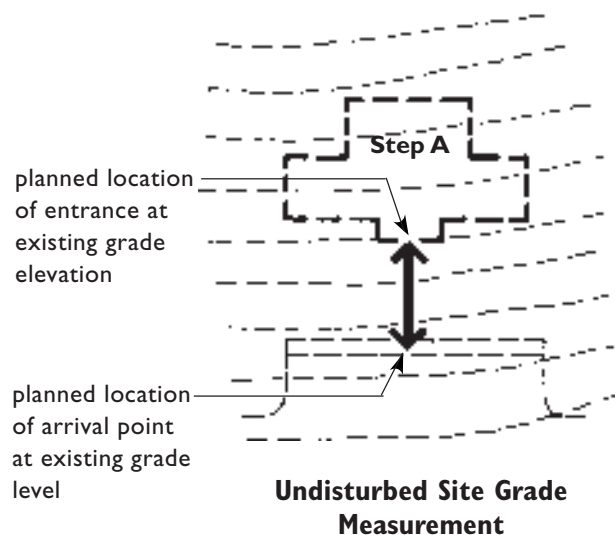 Step A
planned location
of entrance at
existing grade
elevation
planned location
of arrival point
at existing grade
level
Undisturbed Site Grade
Measurement